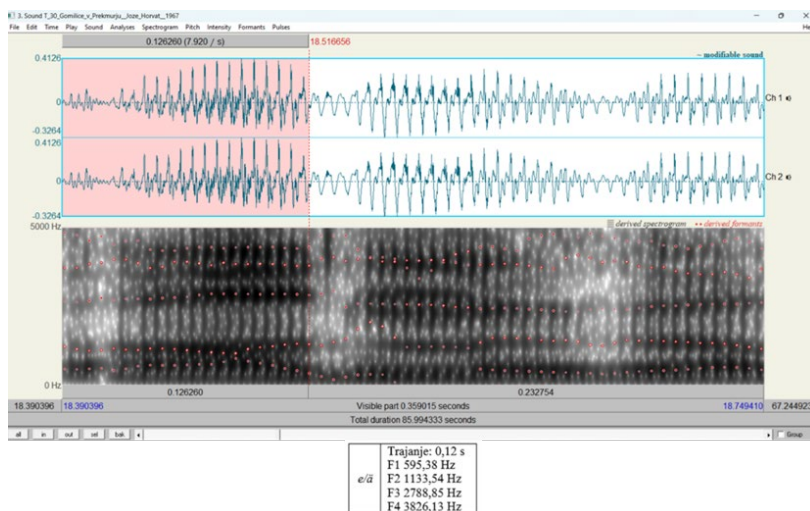 3. Sound T_30_Gomilice_v_Prekmurju,_Joze_Horvat_1967
File Edit Time Play Sound Analyses Spectrogram Pitch Intensity Formants Pulses
0.126260 (7.920 / s) 18.516656
0.4126 ~ modifiable sound
0 Ch 1
-0.3264
0.4126
0 Ch 2
-0.3264
5000 Hz derived spectrogram derived formants
0 Hz
0.126260 0.232754
18.390396 18.390396 Visible part 0.359015 seconds 18.749410 67.244923
Total duration 85.994333 seconds
all in out sel bak Group
Trajanje: 0,12 s
F1 595,38 Hz
e/ā F2 1133,54 Hz
F3 2788,85 Hz
F4 3826,13 Hz